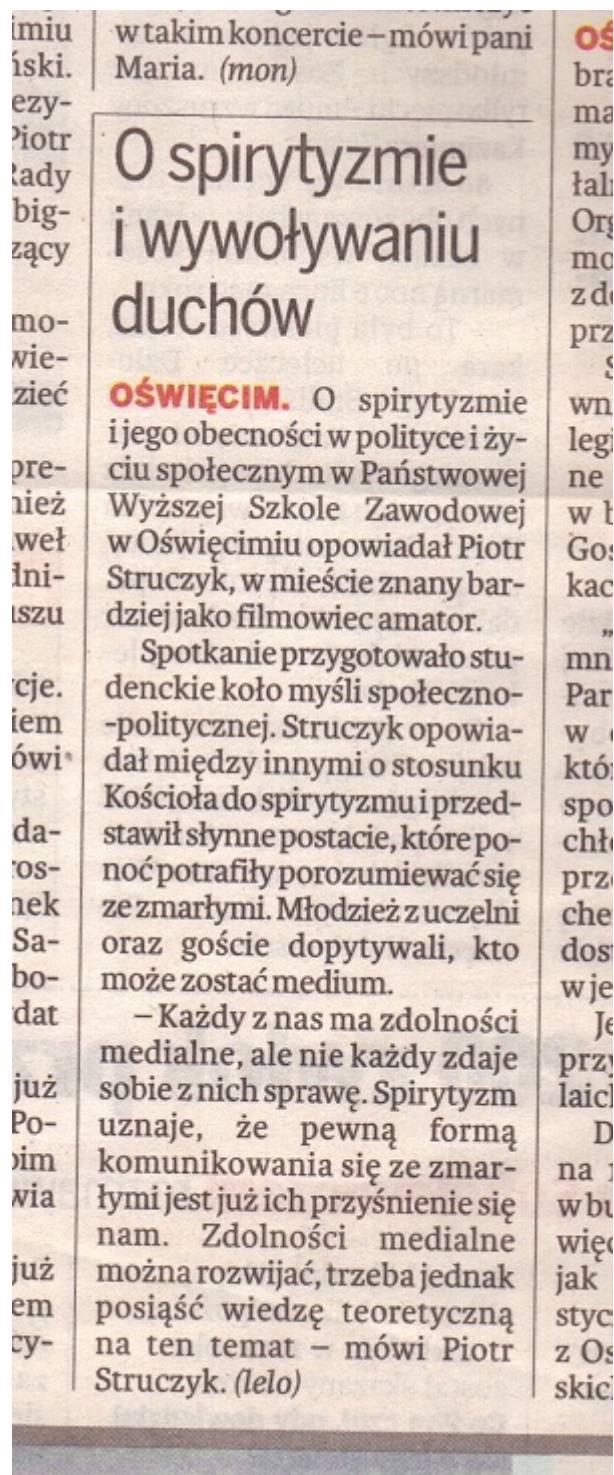 w takim koncercie – mówi pani
Maria. (mon)
O spirytyzmie
i wywoływaniu
duchów
OŚWIĘCIM. O spirytyzmie
i jego obecności w polityce i ży-
ciu społecznym w Państwowej
Wyższej Szkole Zawodowej
w Oświęcimiu opowiadał Piotr
Struczyk, w mieście znany bar-
dziej jako filmowiec amator.
Spotkanie przygotowało stu-
denckie koło myśli społeczno-
-politycznej. Struczyk opowia-
dał między innymi o stosunku
Kościoła do spirytyzmu i przed-
stawił słynne postacie, które po-
noć potrafiły porozumiewać się
ze zmarłymi. Młodzież z uczelni
oraz goście dopytywali, kto
może zostać medium.
– Każdy z nas ma zdolności
medialne, ale nie każdy zdaje
sobie z nich sprawę. Spirytyzm
uznaje, że pewną formą
komunikowania się ze zmar-
łymi jest już ich przyśnienie się
nam. Zdolności medialne
można rozwijać, trzeba jednak
posiąść wiedzę teoretyczną
na ten temat – mówi Piotr
Struczyk. (lelo)